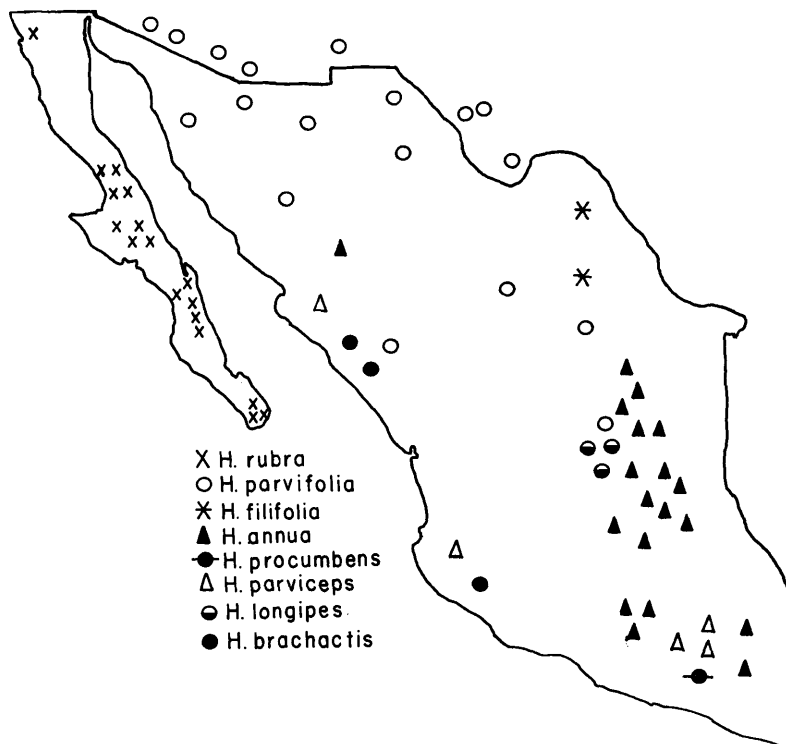 X H. rubra
H. parvifolia
H. filifolia
H. annua
H. procumbens
H. parviceps
H. longipes
H. brachactis